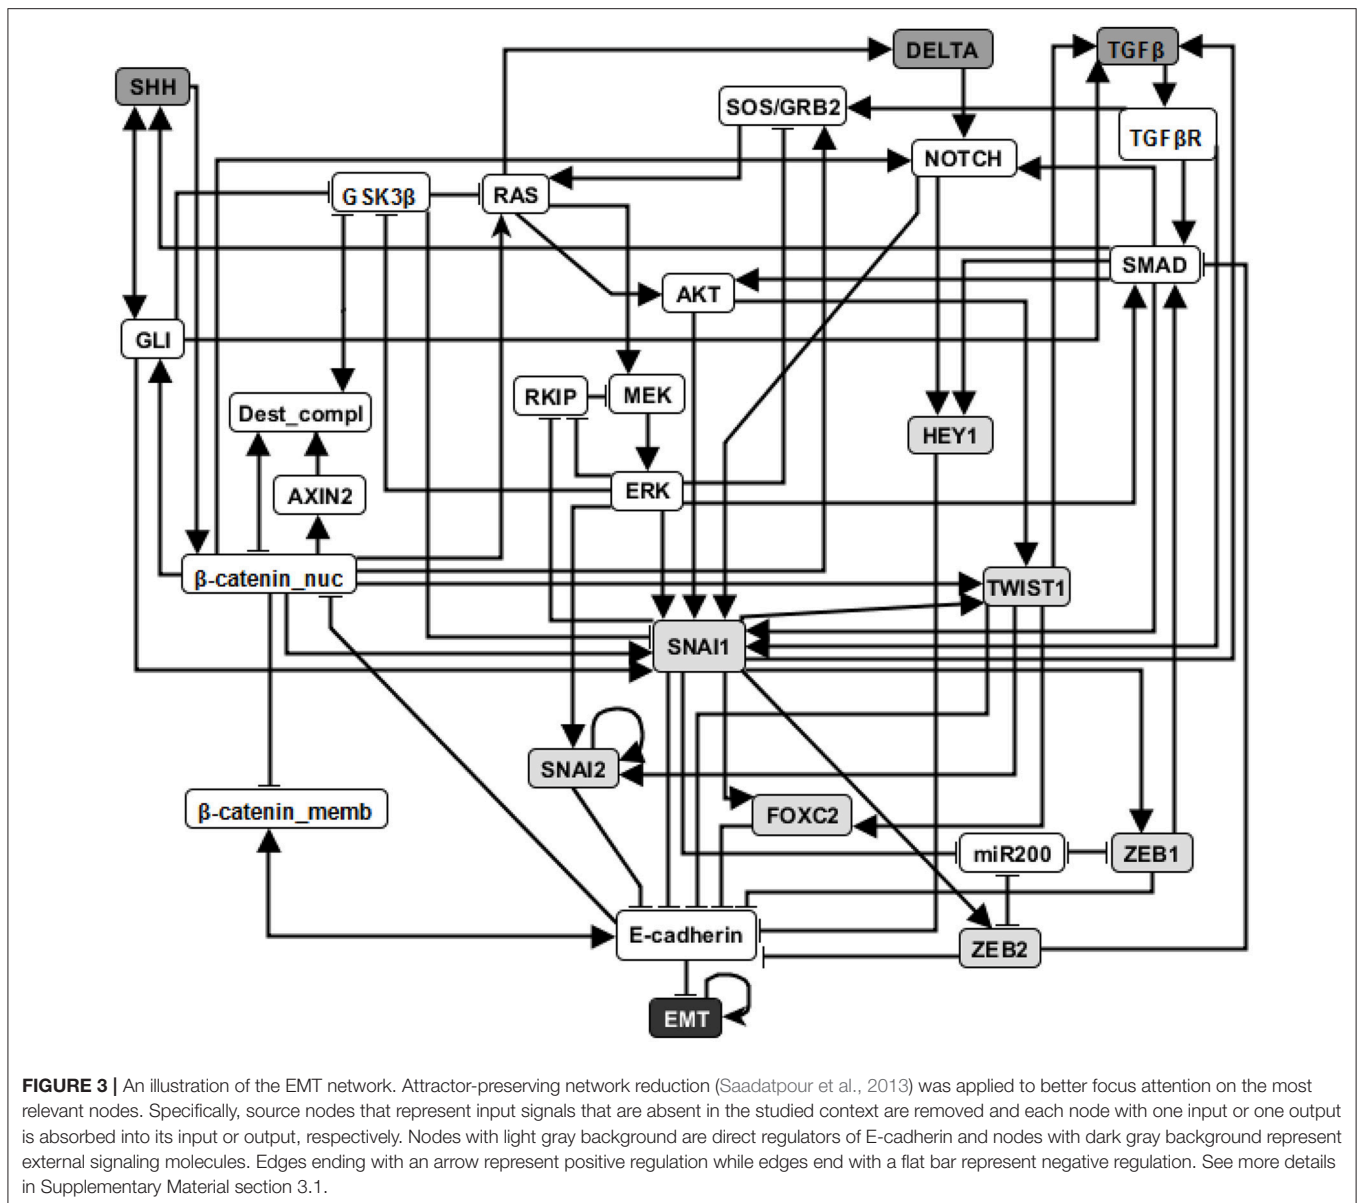 DELTA
TGFβ
SHH
SOS/GRB2
TGFβR
NOTCH
GSK3β
RAS
SMAD
AKT
GLI
RKIP
MEK
Dest_compl
HEY1
AXIN2
ERK
β-catenin_nuc
TWIST1
SNAI1
SNAI2
β-catenin_memb
FOXC2
miR200
ZEB1
E-cadherin
ZEB2
EMT
FIGURE 3 | An illustration of the EMT network. Attractor-preserving network reduction (Saadatpour et al., 2013) was applied to better focus attention on the most
relevant nodes. Specifically, source nodes that represent input signals that are absent in the studied context are removed and each node with one input or one output
is absorbed into its input or output, respectively. Nodes with light gray background are direct regulators of E-cadherin and nodes with dark gray background represent
external signaling molecules. Edges ending with an arrow represent positive regulation while edges end with a flat bar represent negative regulation. See more details
in Supplementary Material section 3.1.